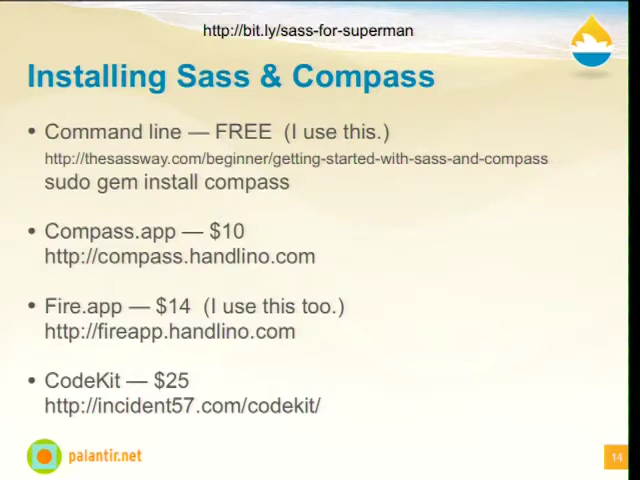 http://bit.ly/sass-for-superman
Installing Sass & Compass
• Command line — FREE (I use this.)
http://thesassway.com/beginner/getting-started-with-sass-and-compass
sudo gem install compass
• Compass.app — $10
http://compass.handlino.com
• Fire.app — $14 (I use this too.)
http://fireapp.handlino.com
• CodeKit — $25
http://incident57.com/codekit/
palantir.net
14